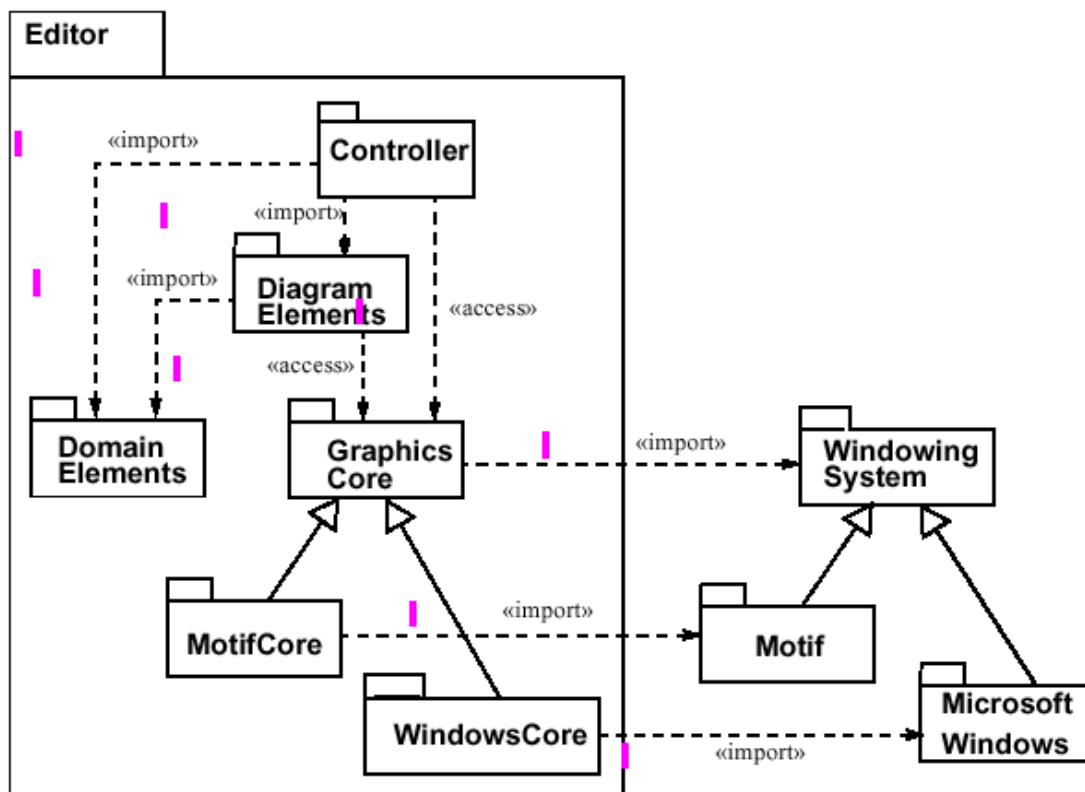 Editor
«import»
Controller
«import»
«import»
Diagram
Elements
«access»
«access»
Domain
Elements
Graphics
Core
«import»
Windowing
System
MotifCore
«import»
Motif
WindowsCore
«import»
Microsoft
Windows